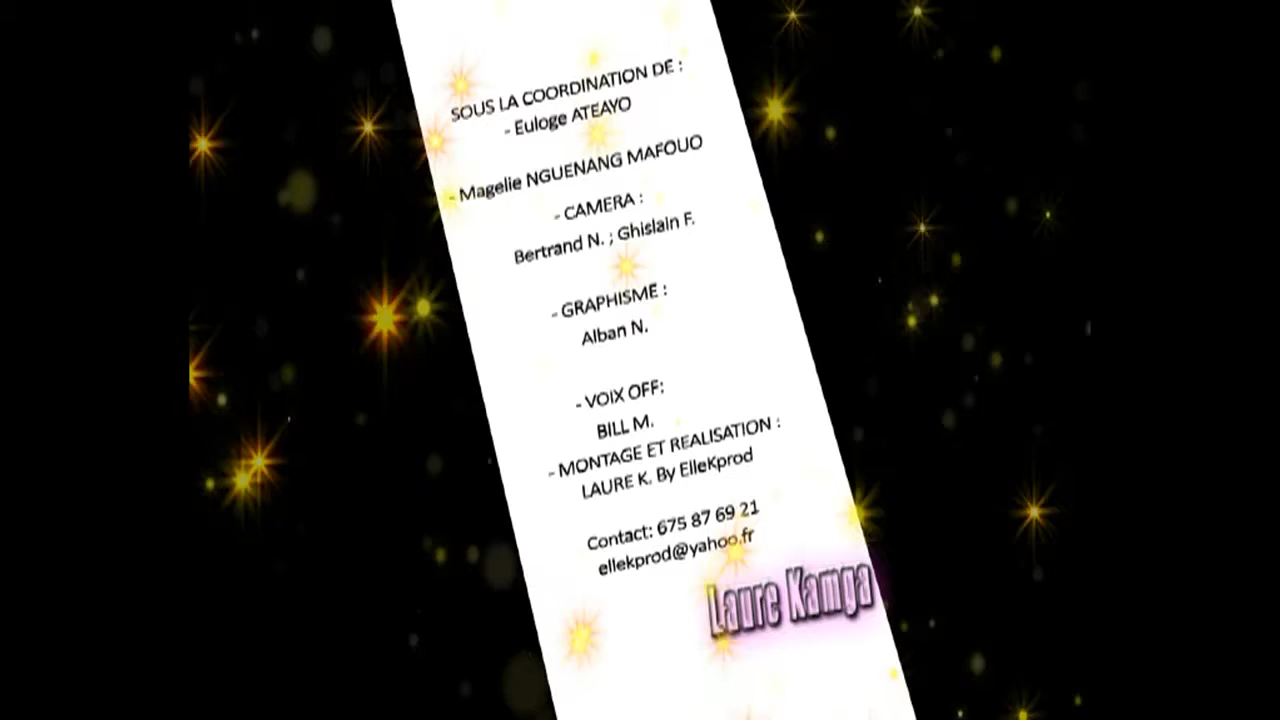 SOUS LA COORDINATION DE :
- Euloge ATEAYO
- Magelie NGUENANG MAFOUO
- CAMERA :
Bertrand N. ; Ghislain F.
- GRAPHISME :
Alban N.
- VOIX OFF:
BILL M.
- MONTAGE ET REALISATION :
LAURE K. By ElleKprod
Contact: 675 87 69 21
ellekprod@yahoo.fr
Laure Kamga